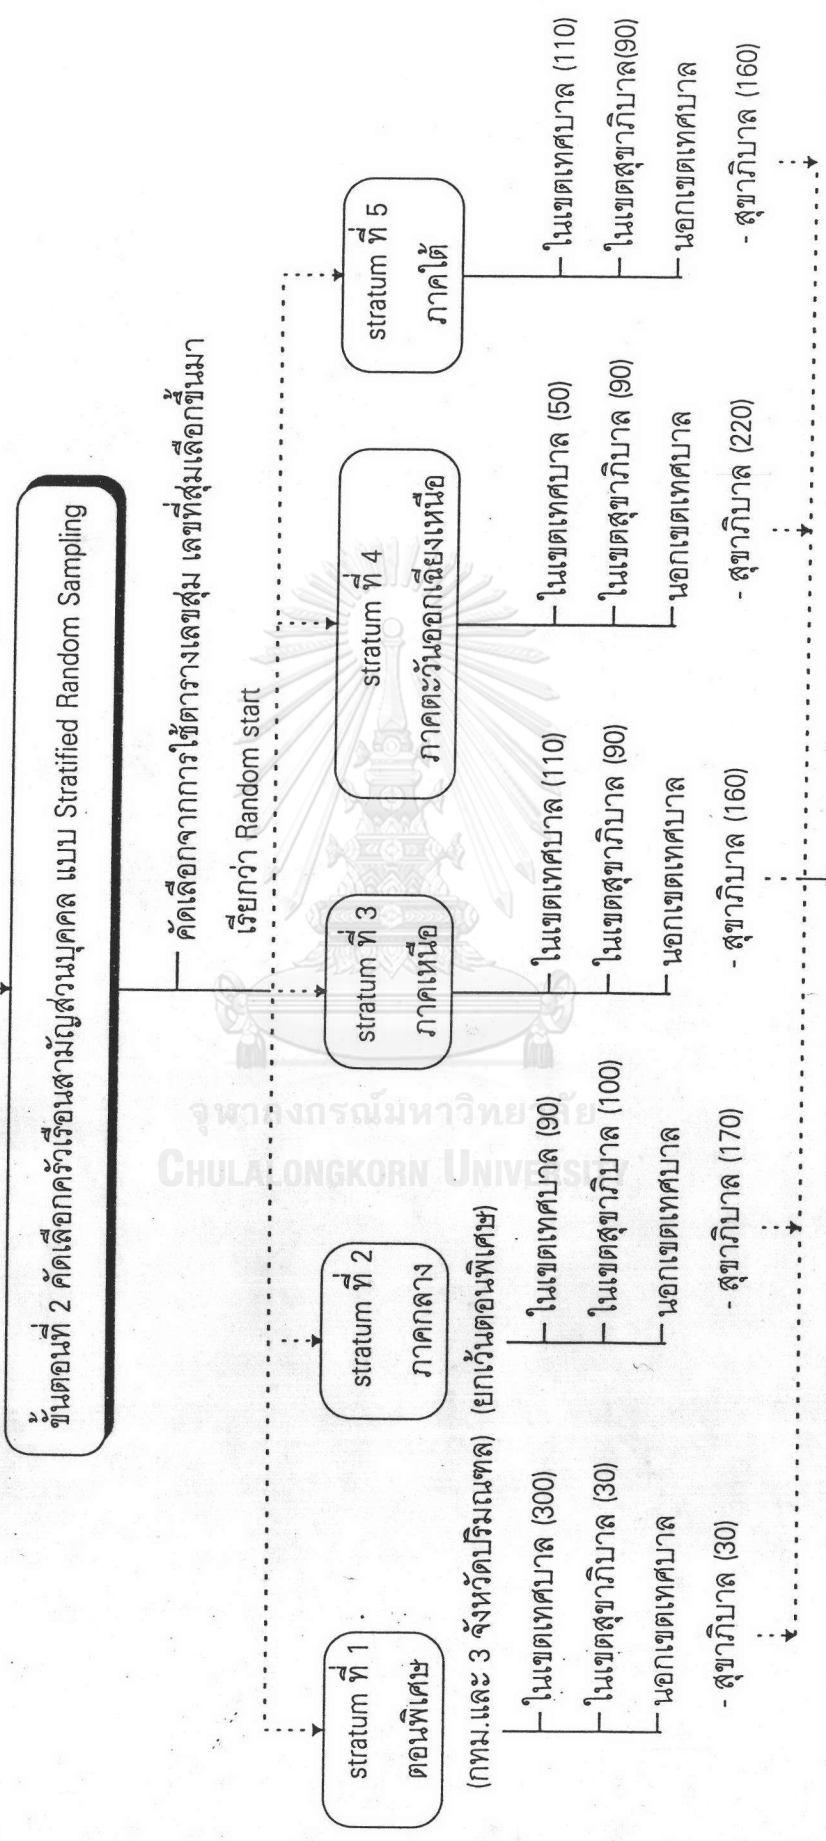 ขั้นตอนที่ 2 คัดเลือกครัวเรือนสามัญส่วนบุคคล แบบ Stratified Random Sampling
คัดเลือกจากการใช้ตารางเลขสุ่ม เลขที่สุ่มเลือกขึ้นมา
เรียกว่า Random start
stratum ที่ 1
ตอนพิเศษ
(กทม.และ 3 จังหวัดปริมณฑล)
ในเขตเทศบาล (300)
ในเขตสุขาภิบาล (30)
นอกเขตเทศบาล
- สุขาภิบาล (30)
stratum ที่ 2
ภาคกลาง
(ยกเว้นตอนพิเศษ)
ในเขตเทศบาล (90)
ในเขตสุขาภิบาล (100)
นอกเขตเทศบาล
- สุขาภิบาล (170)
stratum ที่ 3
ภาคเหนือ
ในเขตเทศบาล (110)
ในเขตสุขาภิบาล (90)
นอกเขตเทศบาล
- สุขาภิบาล (160)
stratum ที่ 4
ภาคตะวันออกเฉียงเหนือ
ในเขตเทศบาล (50)
ในเขตสุขาภิบาล (90)
นอกเขตเทศบาล
- สุขาภิบาล (220)
stratum ที่ 5
ภาคใต้
ในเขตเทศบาล (110)
ในเขตสุขาภิบาล(90)
นอกเขตเทศบาล
- สุขาภิบาล (160)
จุฬาลงกรณ์มหาวิทยาลัย
CHULALONGKORN UNIVERSITY